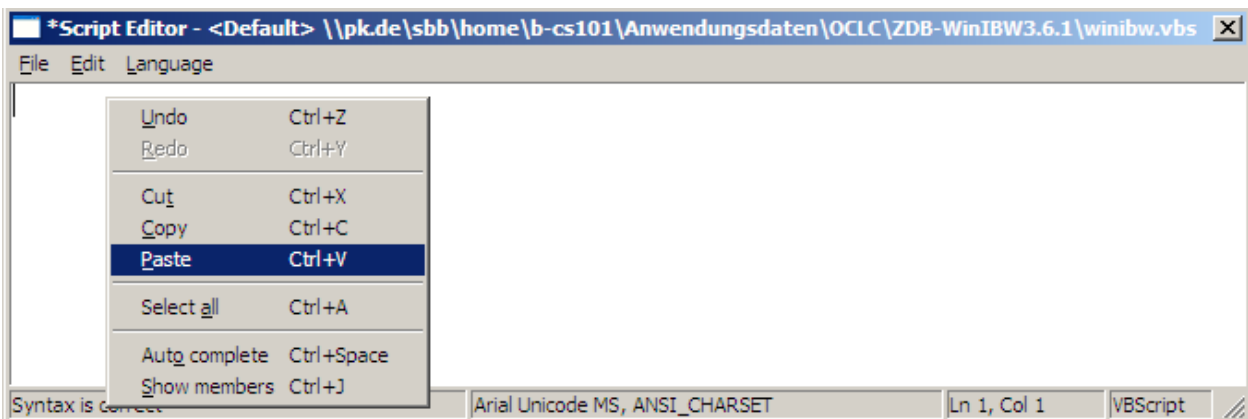 *Script Editor - <Default> \\pk.de\sbb\home\b-cs101\Anwendungsdaten\OCLC\ZDB-WinIBW3.6.1\winibw.vbs
File Edit Language
Undo Ctrl+Z
Redo Ctrl+Y
Cut Ctrl+X
Copy Ctrl+C
Paste Ctrl+V
Select all Ctrl+A
Auto complete Ctrl+Space
Show members Ctrl+J
Syntax is correct Arial Unicode MS, ANSI_CHARSET Ln 1, Col 1 VBScript